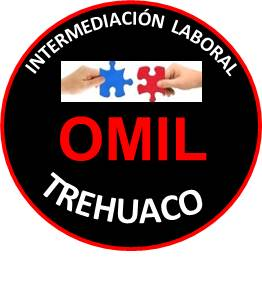 INTERMEDIACIÓN LABORAL
OMIL
TREHUACO